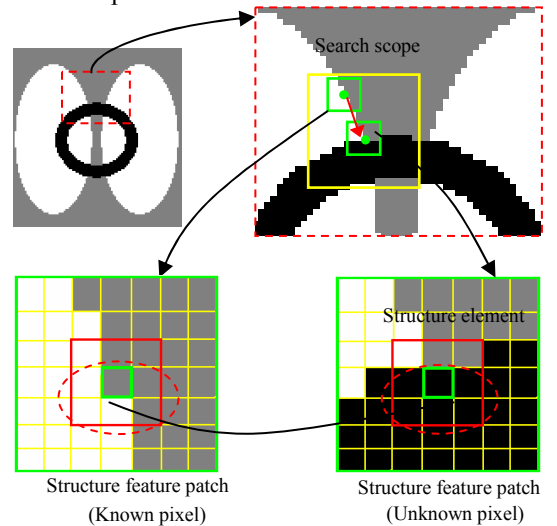 Search scope
Structure element
Structure feature patch
(Known pixel)
Structure feature patch
(Unknown pixel)